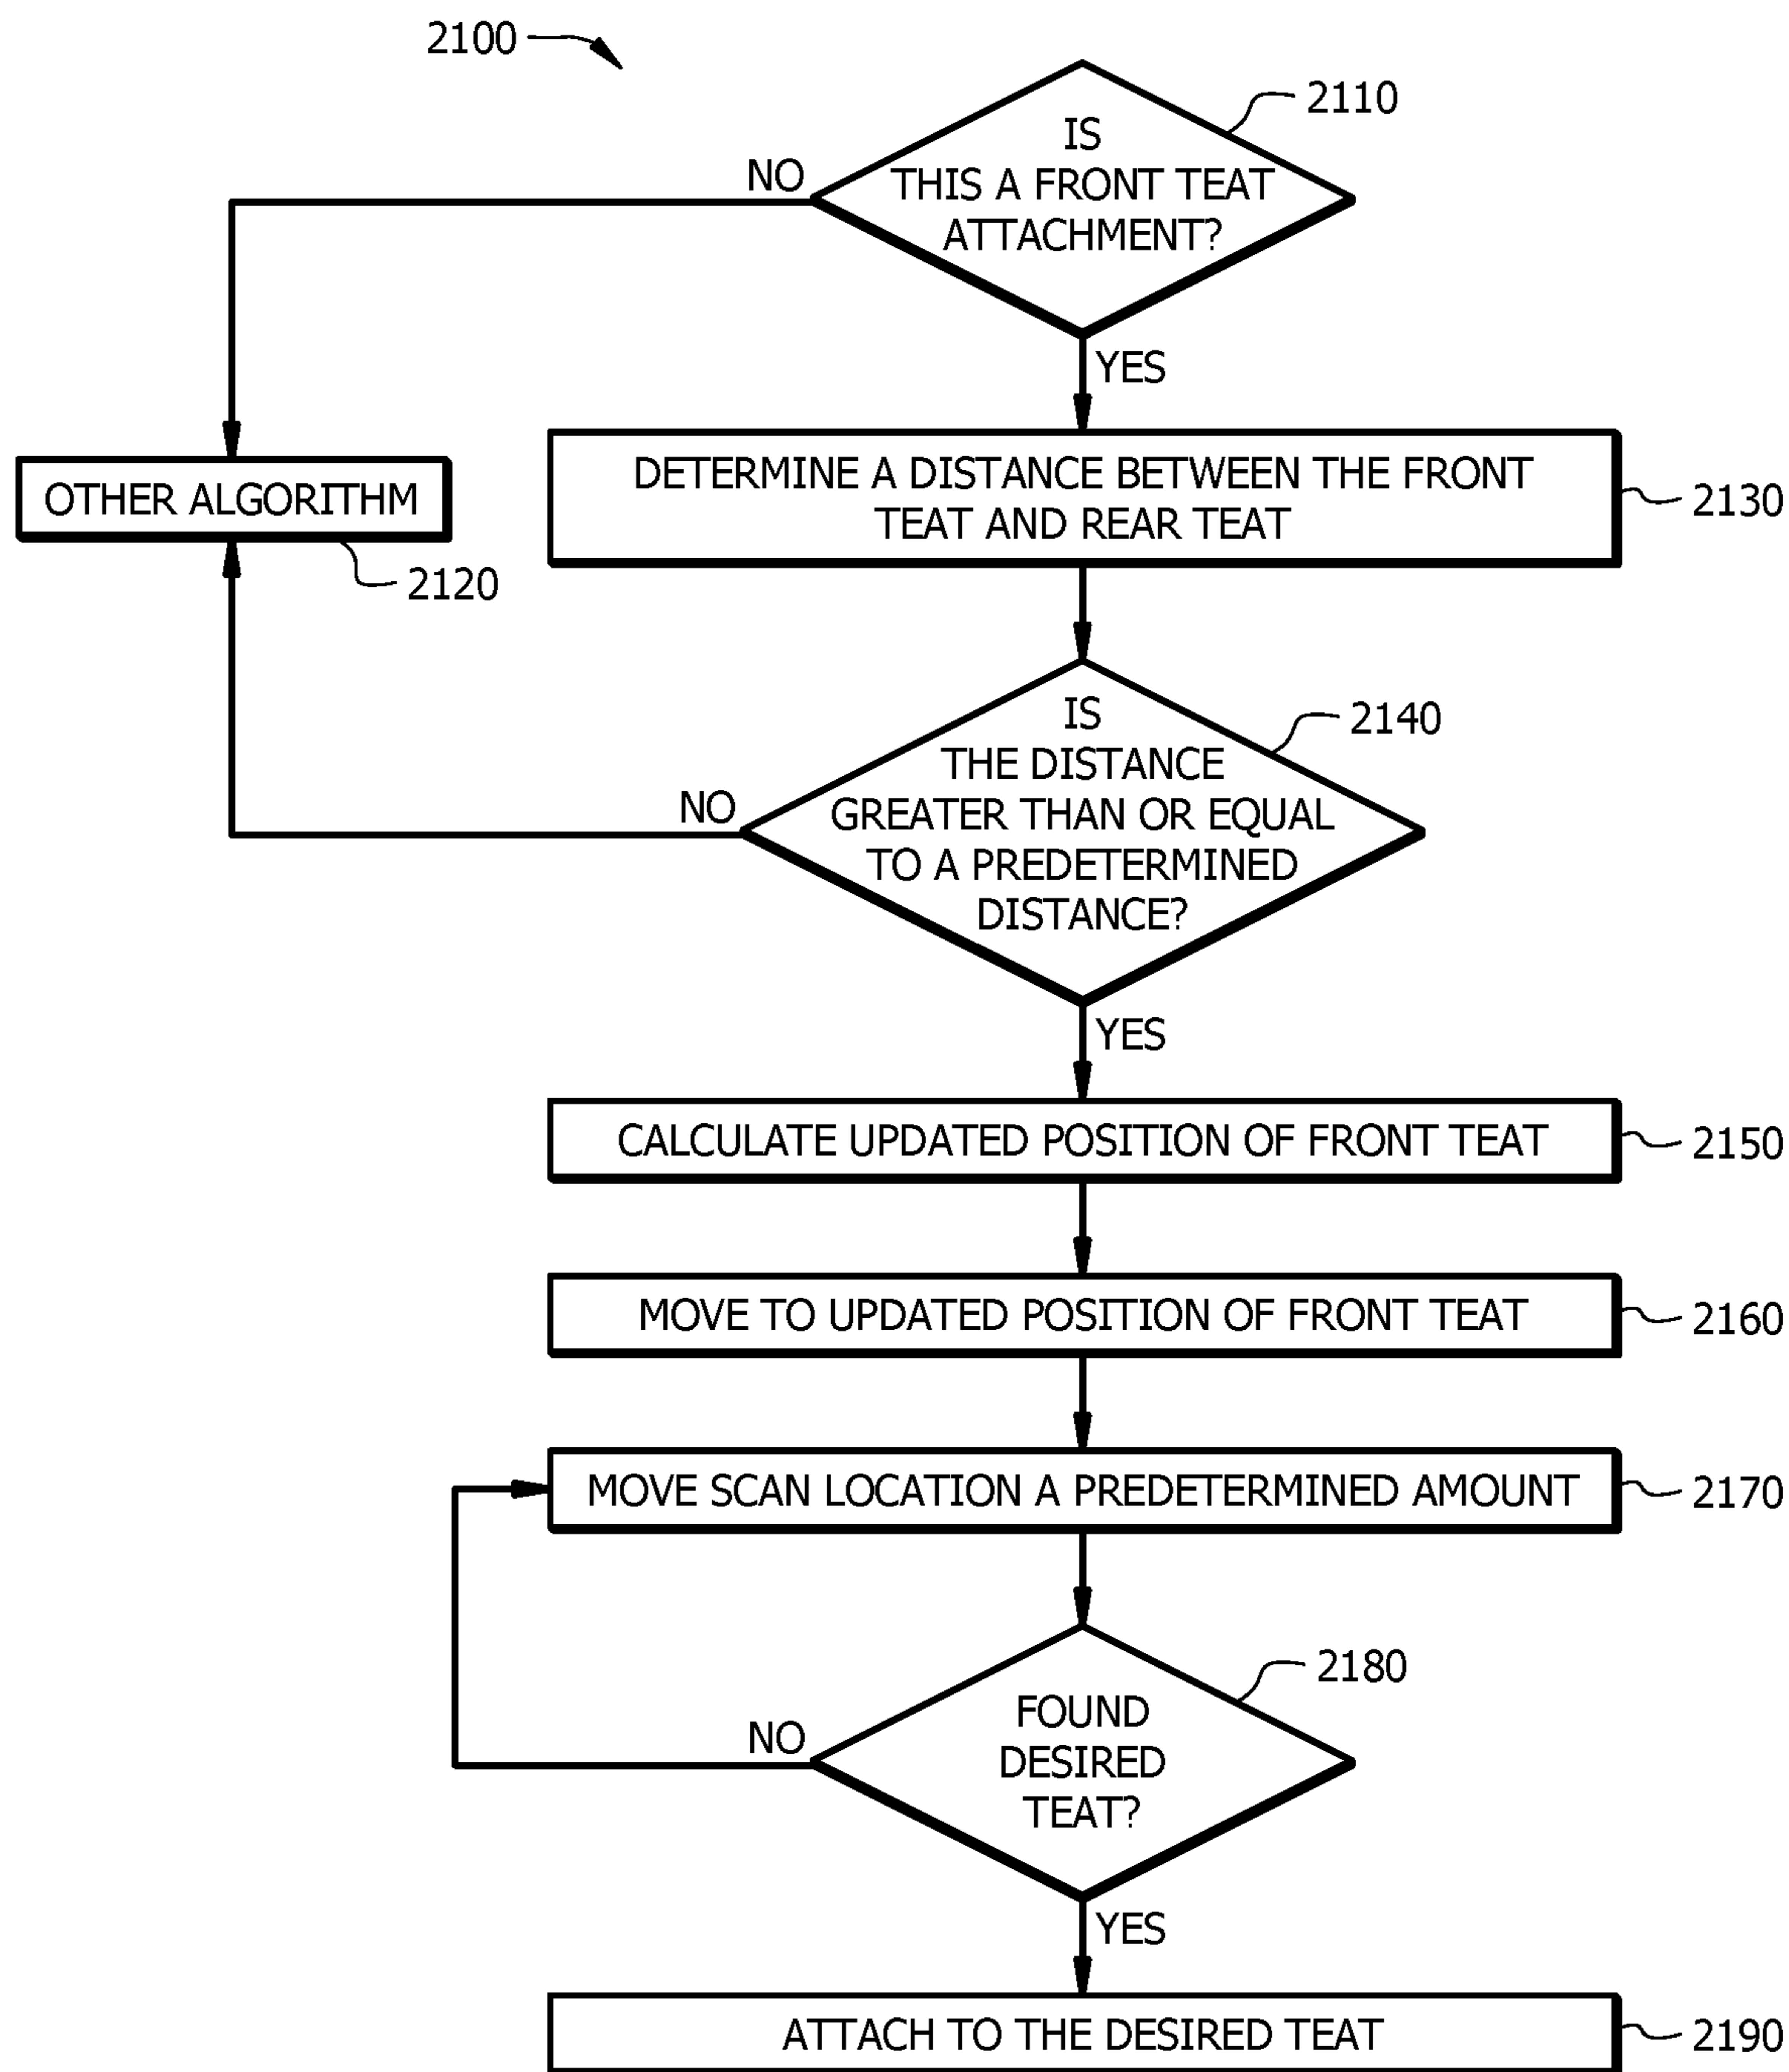 2100
2110
IS
THIS A FRONT TEAT
ATTACHMENT?
NO
YES
OTHER ALGORITHM
2120
DETERMINE A DISTANCE BETWEEN THE FRONT
TEAT AND REAR TEAT
2130
IS
THE DISTANCE
GREATER THAN OR EQUAL
TO A PREDETERMINED
DISTANCE?
2140
NO
YES
CALCULATE UPDATED POSITION OF FRONT TEAT
2150
MOVE TO UPDATED POSITION OF FRONT TEAT
2160
MOVE SCAN LOCATION A PREDETERMINED AMOUNT
2170
2180
FOUND
DESIRED
TEAT?
NO
YES
ATTACH TO THE DESIRED TEAT
2190